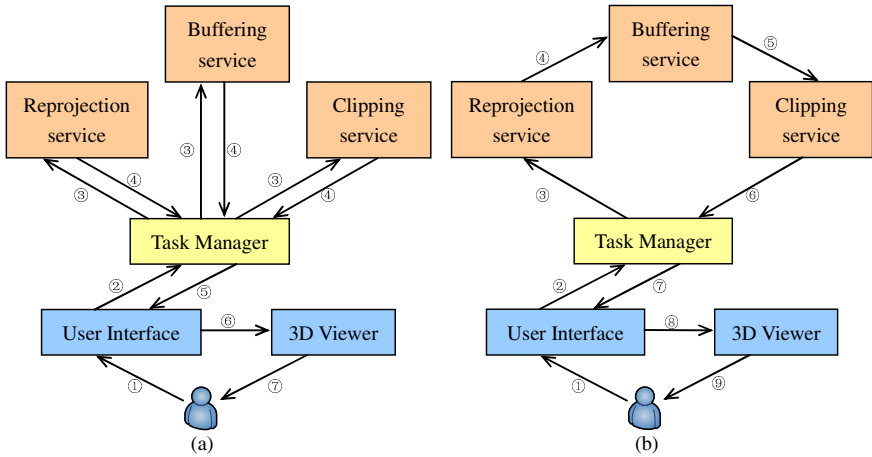 Buffering
service
Reprojection
service
Clipping
service
③
④
③
④
③
④
Task Manager
②
⑤
User Interface
⑥
3D Viewer
①
⑦
(a)
Buffering
service
④
⑤
Reprojection
service
Clipping
service
③
⑥
Task Manager
②
⑦
User Interface
⑧
3D Viewer
①
⑨
(b)